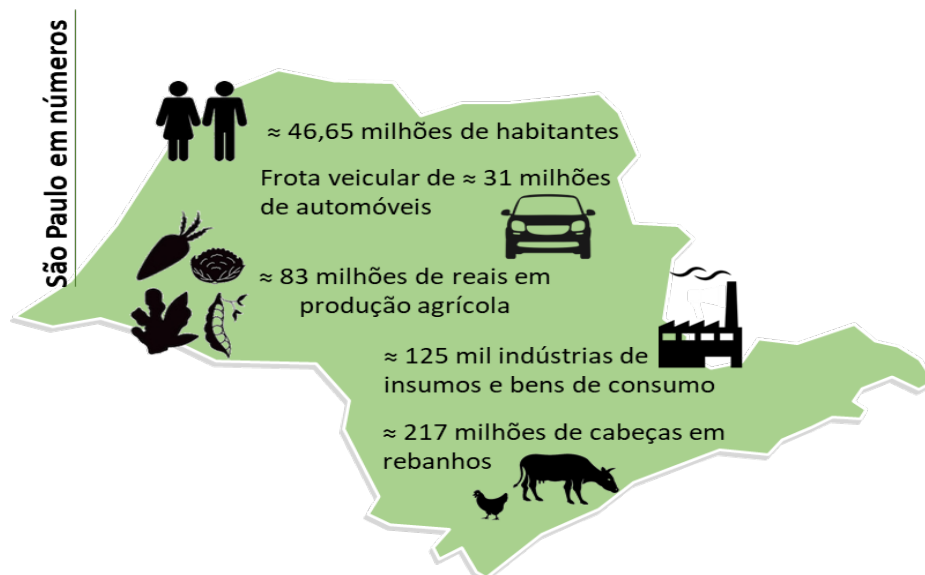 São Paulo em números
≈ 46,65 milhões de habitantes
Frota veicular de ≈ 31 milhões
de automóveis
≈ 83 milhões de reais em
produção agrícola
≈ 125 mil indústrias de
insumos e bens de consumo
≈ 217 milhões de cabeças em
rebanhos